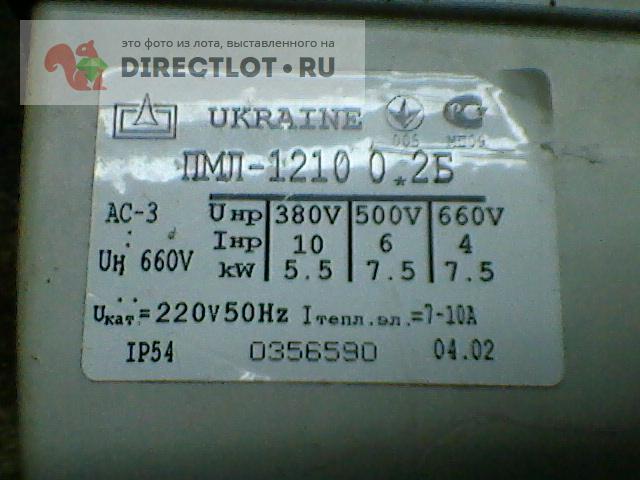 это фото из лота, выставленного на
DIRECTLOT.RU
UKRAINE
005
ПМЛ-1210 0.2Б
АС-3 Uнр 380V 500V 660V
Iнр 10 6 4
Uн 660V kW 5.5 7.5 7.5
Uкат.=220V50Hz Iтепл.эл.=7-10A
IP54 0356590 04.02